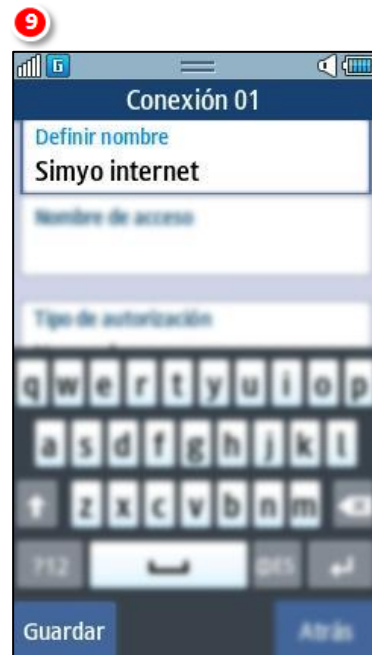 9
G
Conexión 01
Definir nombre
Simyo internet
Nombre de acceso
Tipo de autorización
q w e r t y u i o p
a s d f g h j k l
z x c v b n m
?12
Guardar Atrás